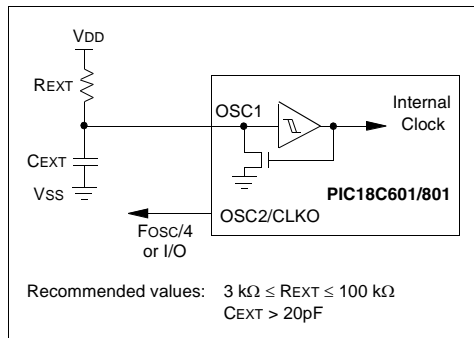 VDD
REXT
OSC1
Internal
Clock
CEXT
VSS
PIC18C601/801
OSC2/CLKO
FOSC/4
or I/O
Recommended values: 3 kΩ ≤ REXT ≤ 100 kΩ
CEXT > 20pF